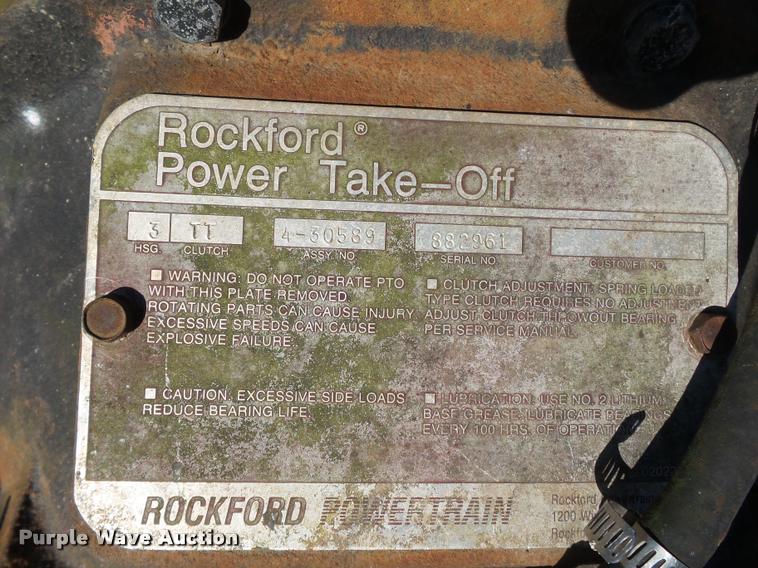 Rockford®
Power Take-Off
3 TT 4-30589 882961
HSG. CLUTCH ASSY. NO SERIAL NO. CUSTOMER NO.
WARNING: DO NOT OPERATE PTO
WITH THIS PLATE REMOVED.
ROTATING PARTS CAN CAUSE INJURY
EXCESSIVE SPEEDS CAN CAUSE
EXPLOSIVE FAILURE.
CLUTCH ADJUSTMENT: SPRING LOADED
TYPE CLUTCH REQUIRES NO ADJUSTMENT
ADJUST CLUTCH THROWOUT BEARING
PER SERVICE MANUAL
CAUTION: EXCESSIVE SIDE LOADS
REDUCE BEARING LIFE.
LUBRICATION: USE NO. 2 LITHIUM
BASE GREASE. LUBRICATE BEARINGS
EVERY 100 HRS. OF OPERATION
ROCKFORD POWERTRAIN
Rockford
1200
Purple Wave Auction